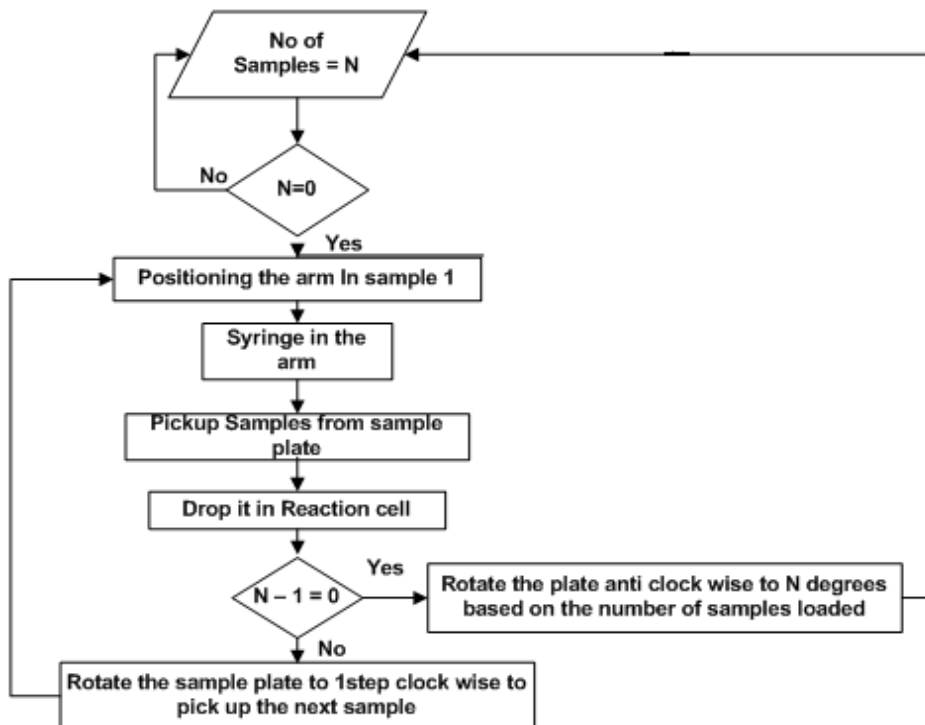 No of
Samples = N
No
N=0
Yes
Positioning the arm In sample 1
Syringe in the
arm
Pickup Samples from sample
plate
Drop it in Reaction cell
N – 1 = 0
Yes
Rotate the plate anti clock wise to N degrees
based on the number of samples loaded
No
Rotate the sample plate to 1step clock wise to
pick up the next sample